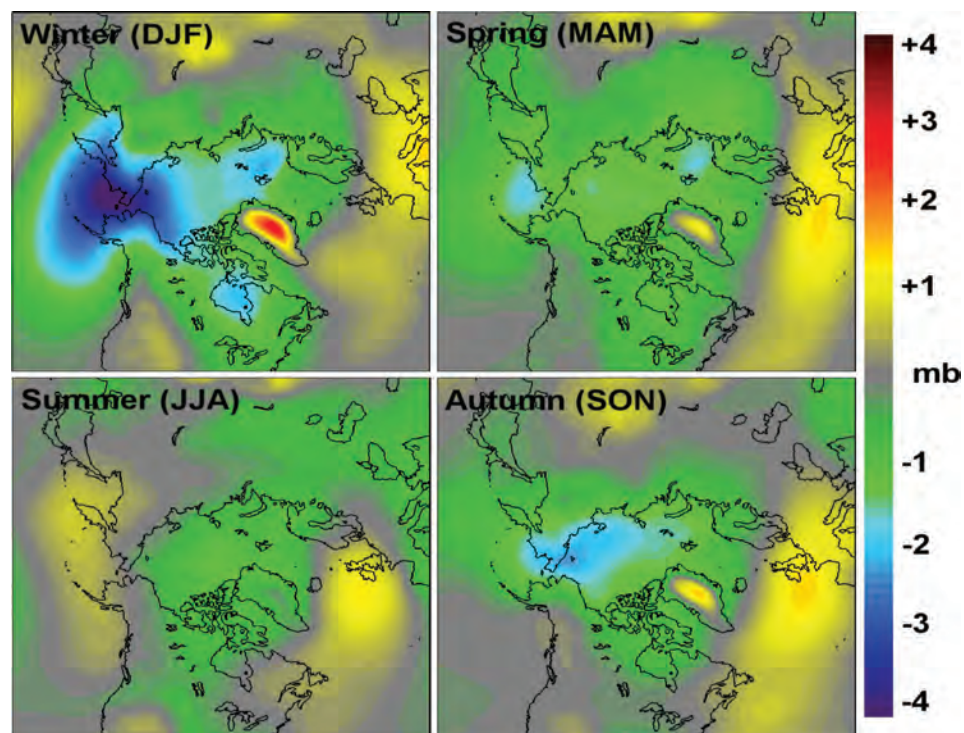 Winter (DJF)
Spring (MAM)
Summer (JJA)
Autumn (SON)
+4
+3
+2
+1
mb
-1
-2
-3
-4